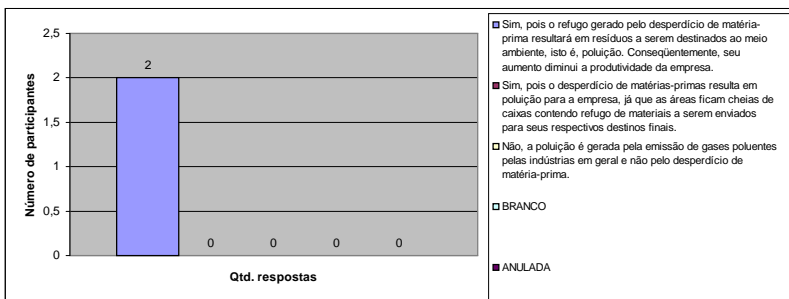 2,5
2
1,5
1
0,5
0
Número de participantes
2
0
0
0
0
Qtd. respostas
Sim, pois o refugo gerado pelo desperdício de matéria-
prima resultará em resíduos a serem destinados ao meio
ambiente, isto é, poluição. Conseqüentemente, seu
aumento diminui a produtividade da empresa.
Sim, pois o desperdício de matérias-primas resulta em
poluição para a empresa, já que as áreas ficam cheias de
caixas contendo refugo de materiais a serem enviados
para seus respectivos destinos finais.
Não, a poluição é gerada pela emissão de gases poluentes
pelas indústrias em geral e não pelo desperdício de
matéria-prima.
BRANCO
ANULADA